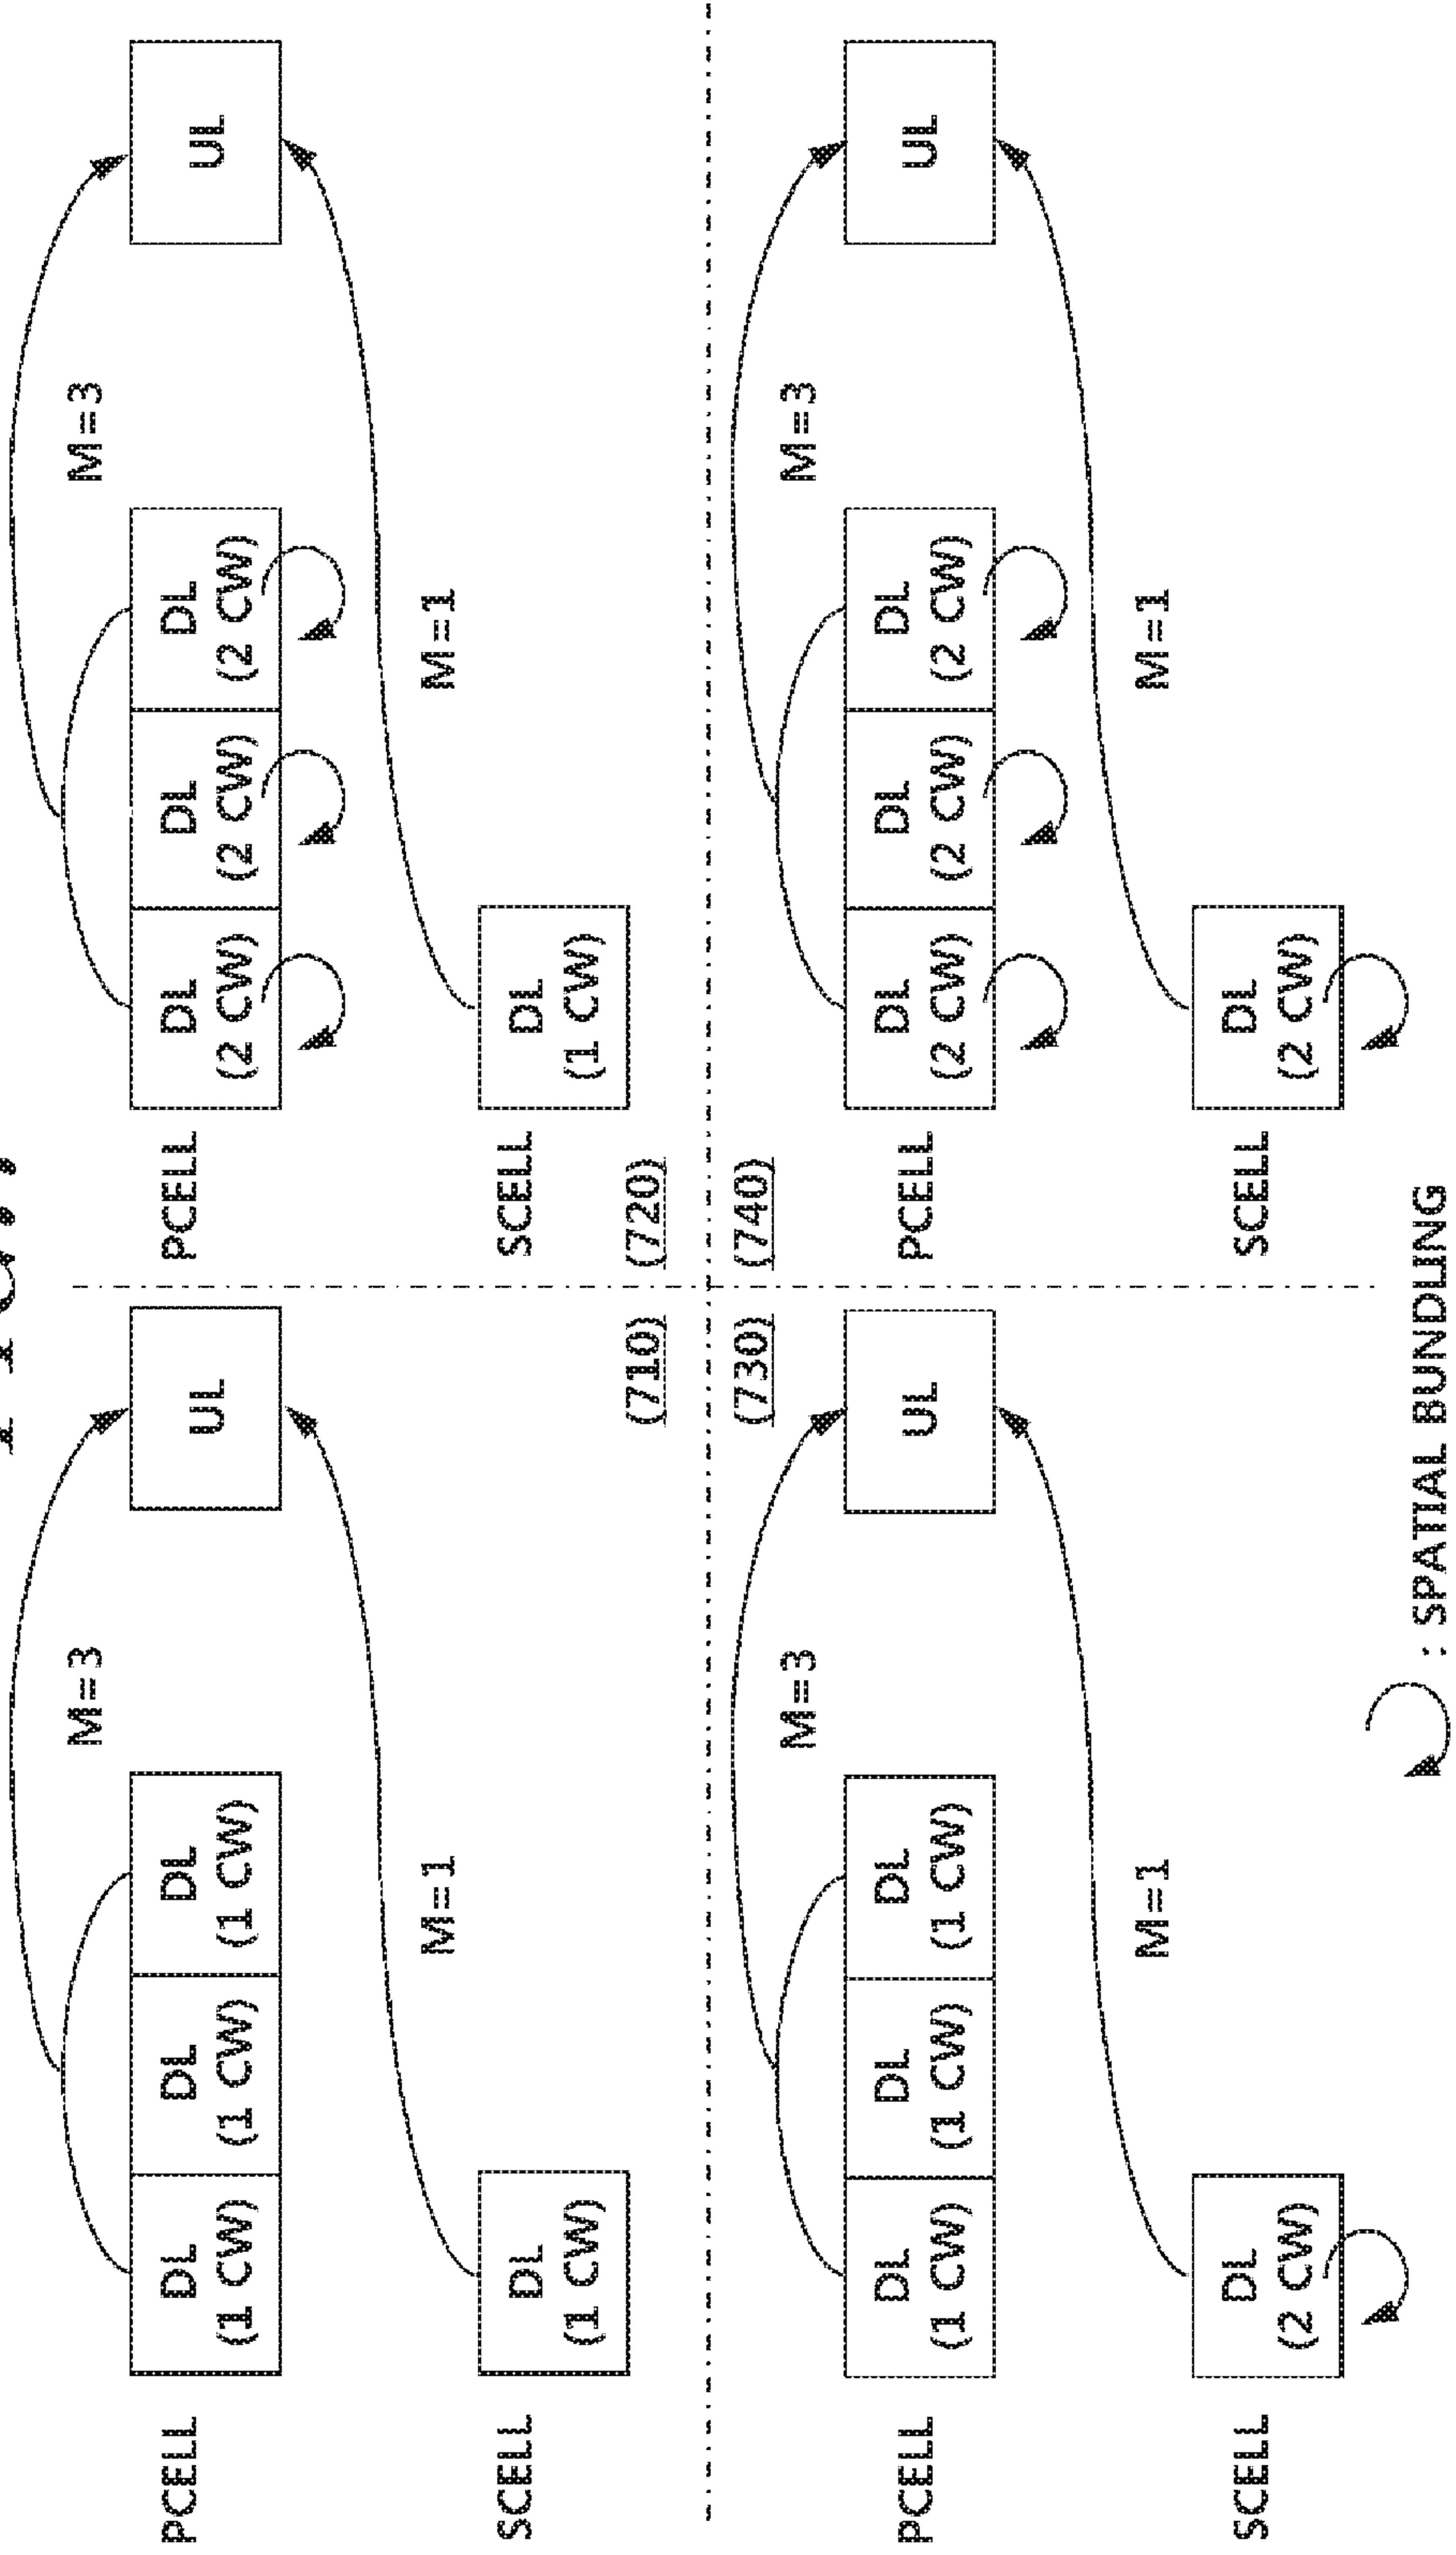 M=3
PCELL
DL
(1 CW)
DL
(1 CW)
DL
(1 CW)
UL
M=1
SCELL
DL
(1 CW)
(710)
M=3
PCELL
DL
(2 CW)
DL
(2 CW)
DL
(2 CW)
UL
M=1
SCELL
DL
(1 CW)
(720)
(730)
M=3
PCELL
DL
(1 CW)
DL
(1 CW)
DL
(1 CW)
UL
M=1
SCELL
DL
(2 CW)
(740)
M=3
PCELL
DL
(2 CW)
DL
(2 CW)
DL
(2 CW)
UL
M=1
SCELL
DL
(2 CW)
: SPATIAL BUNDLING